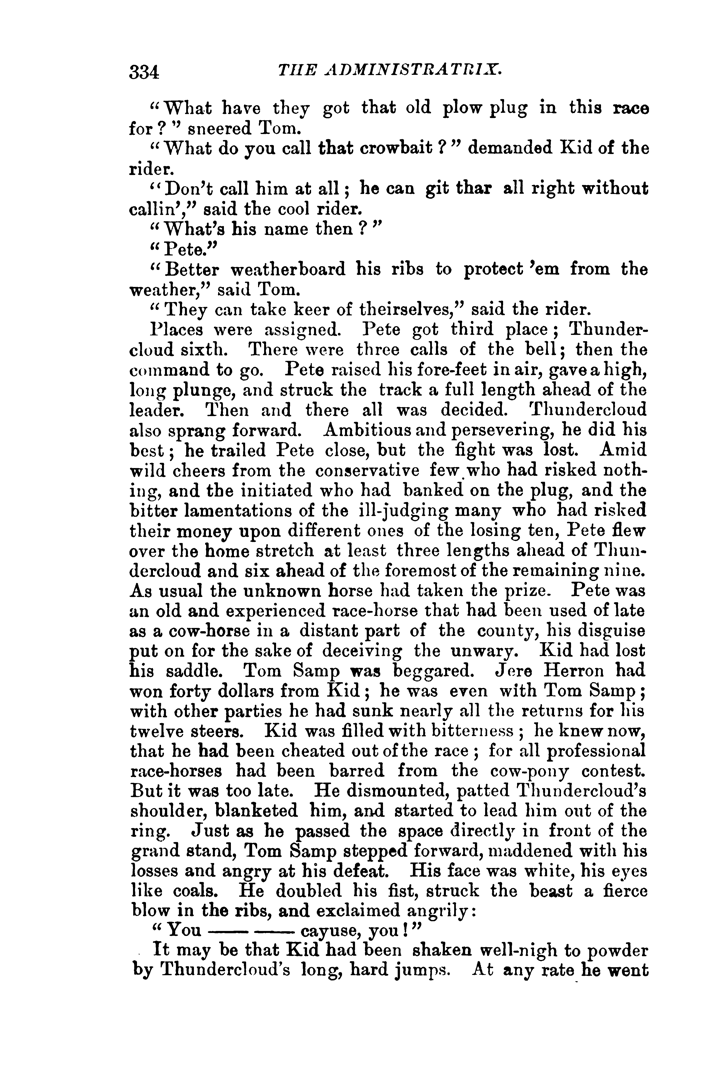 334 THE ADMINISTRATRIX.
“What have they got that old plow plug in this race
for?” sneered Tom.
“What do you call that crowbait?” demanded Kid of the
rider.
“Don't call him at all; he can git thar all right without
callin',” said the cool rider.
“What's his name then?”
“Pete.”
“Better weatherboard his ribs to protect 'em from the
weather,” said Tom.
“They can take keer of theirselves,” said the rider.
Places were assigned. Pete got third place; Thunder-
cloud sixth. There were three calls of the bell; then the
command to go. Pete raised his fore-feet in air, gave a high,
long plunge, and struck the track a full length ahead of the
leader. Then and there all was decided. Thundercloud
also sprang forward. Ambitious and persevering, he did his
best; he trailed Pete close, but the fight was lost. Amid
wild cheers from the conservative few who had risked noth-
ing, and the initiated who had banked on the plug, and the
bitter lamentations of the ill-judging many who had risked
their money upon different ones of the losing ten, Pete flew
over the home stretch at least three lengths ahead of Thun-
dercloud and six ahead of the foremost of the remaining nine.
As usual the unknown horse had taken the prize. Pete was
an old and experienced race-horse that had been used of late
as a cow-horse in a distant part of the county, his disguise
put on for the sake of deceiving the unwary. Kid had lost
his saddle. Tom Samp was beggared. Jere Herron had
won forty dollars from Kid; he was even with Tom Samp;
with other parties he had sunk nearly all the returns for his
twelve steers. Kid was filled with bitterness; he knew now,
that he had been cheated out of the race; for all professional
race-horses had been barred from the cow-pony contest.
But it was too late. He dismounted, patted Thundercloud's
shoulder, blanketed him, and started to lead him out of the
ring. Just as he passed the space directly in front of the
grand stand, Tom Samp stepped forward, maddened with his
losses and angry at his defeat. His face was white, his eyes
like coals. He doubled his fist, struck the beast a fierce
blow in the ribs, and exclaimed angrily:
“You —— —— cayuse, you!”
It may be that Kid had been shaken well-nigh to powder
by Thundercloud's long, hard jumps. At any rate he went